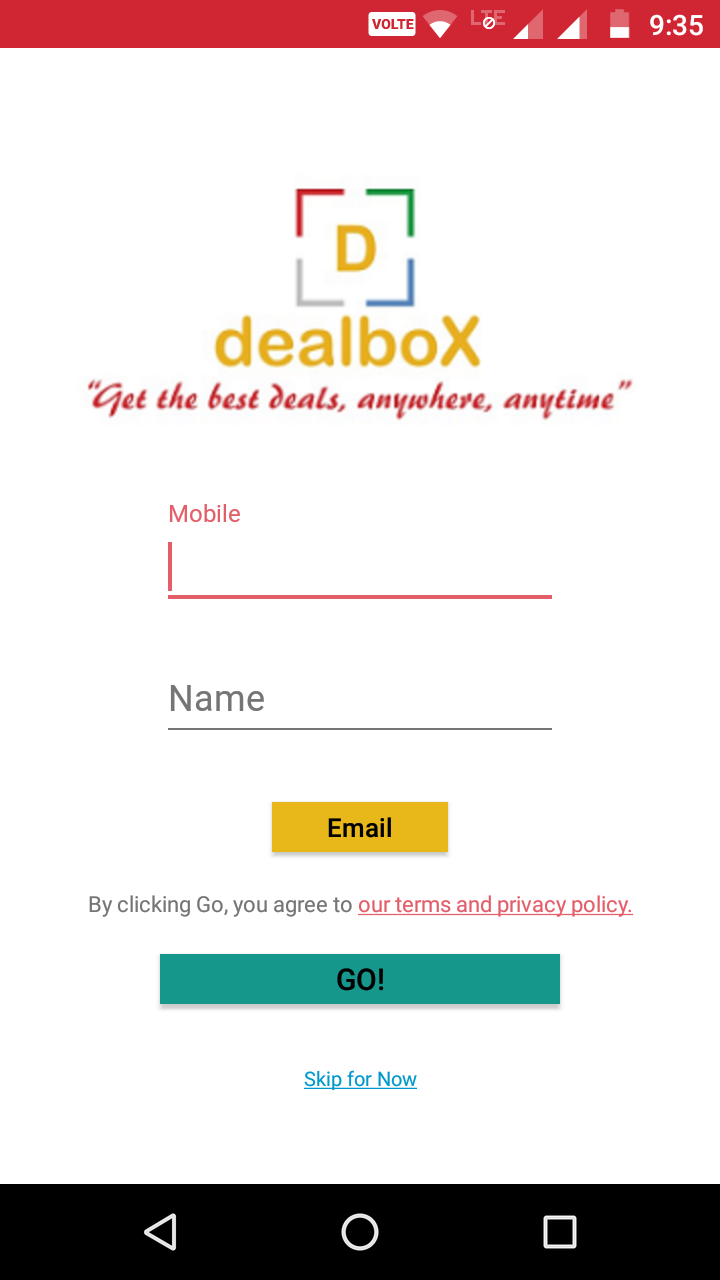 VOLTE LTE 9:35
D
dealboX
“Get the best deals, anywhere, anytime”
Mobile
Name
Email
By clicking Go, you agree to our terms and privacy policy.
GO!
Skip for Now